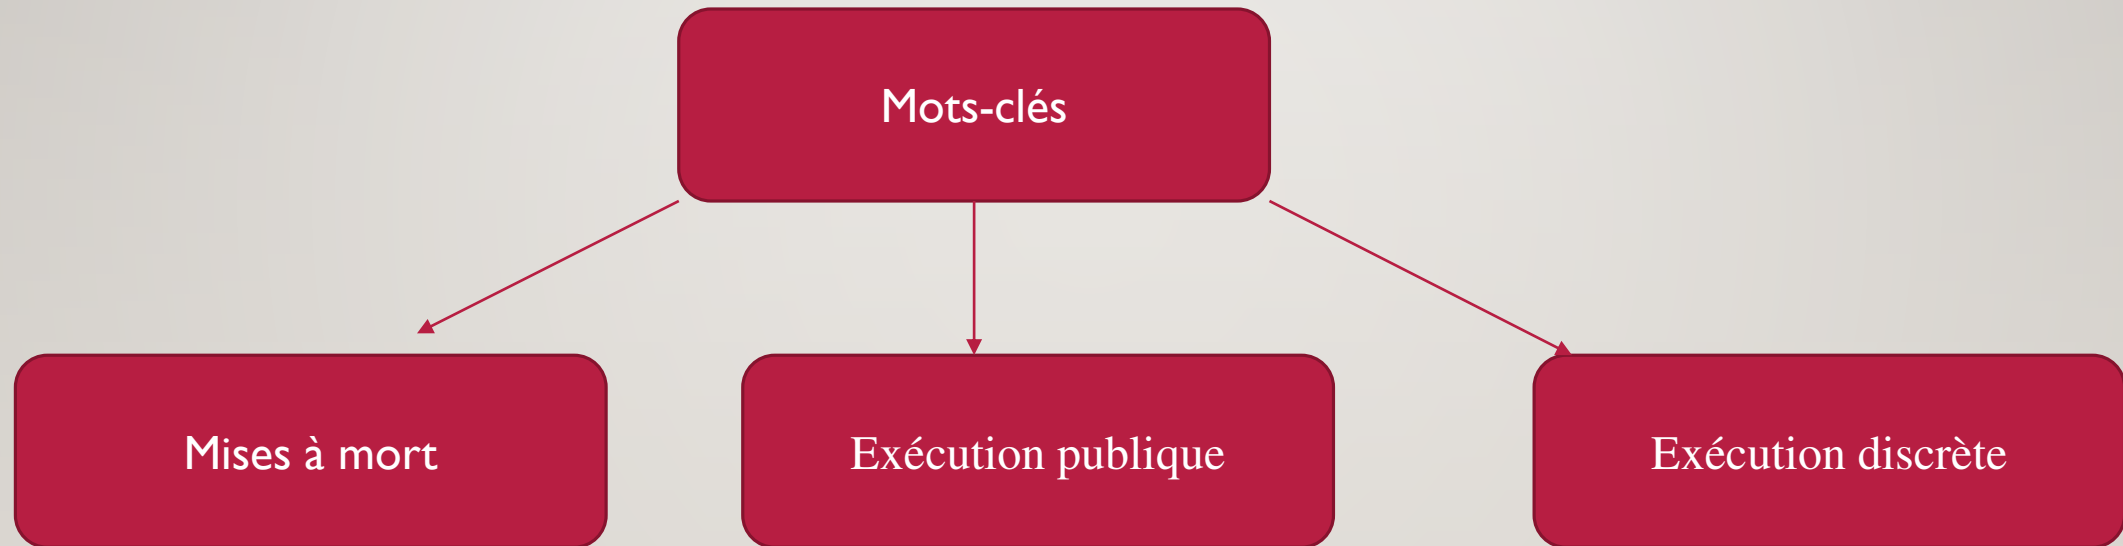 Mots-clés
Mises à mort
Exécution publique
Exécution discrète